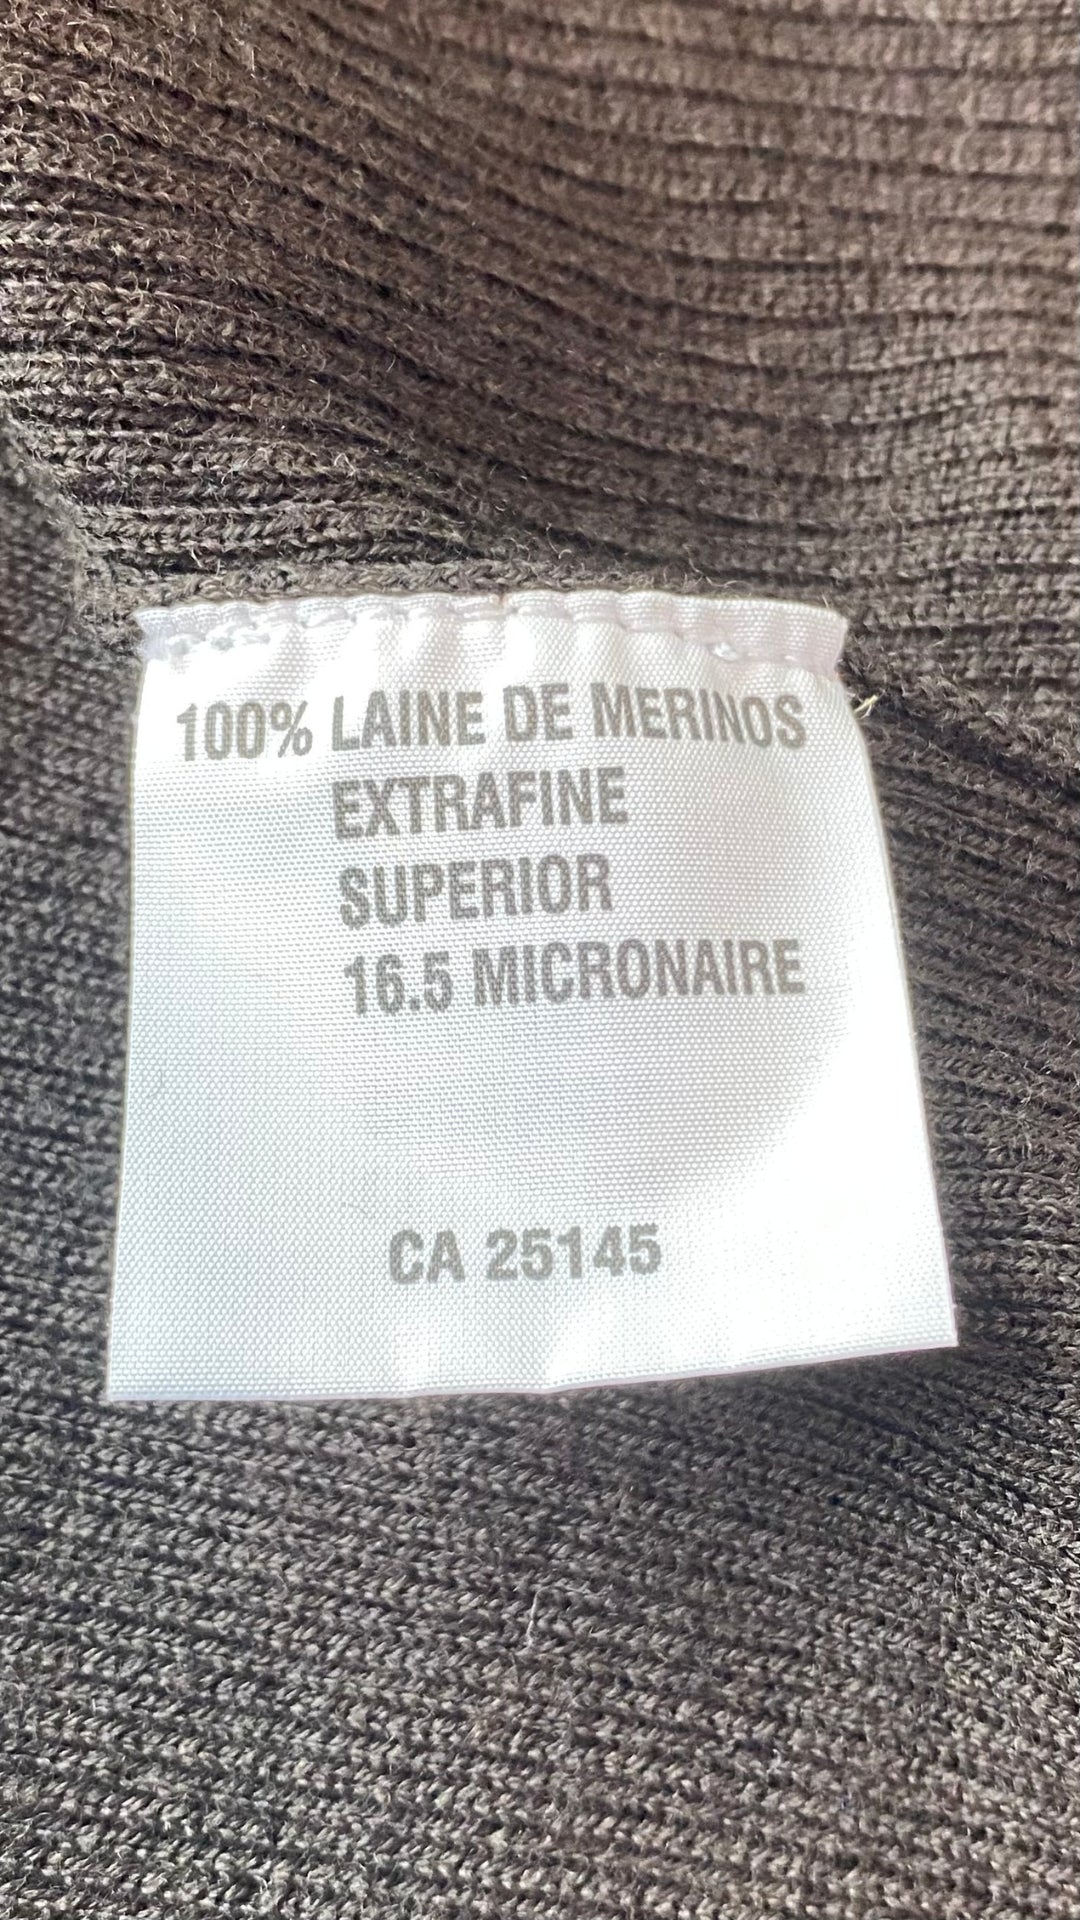 100% LAINE DE MERINOS
EXTRAFINE
SUPERIOR
16.5 MICRONAIRE
CA 25145